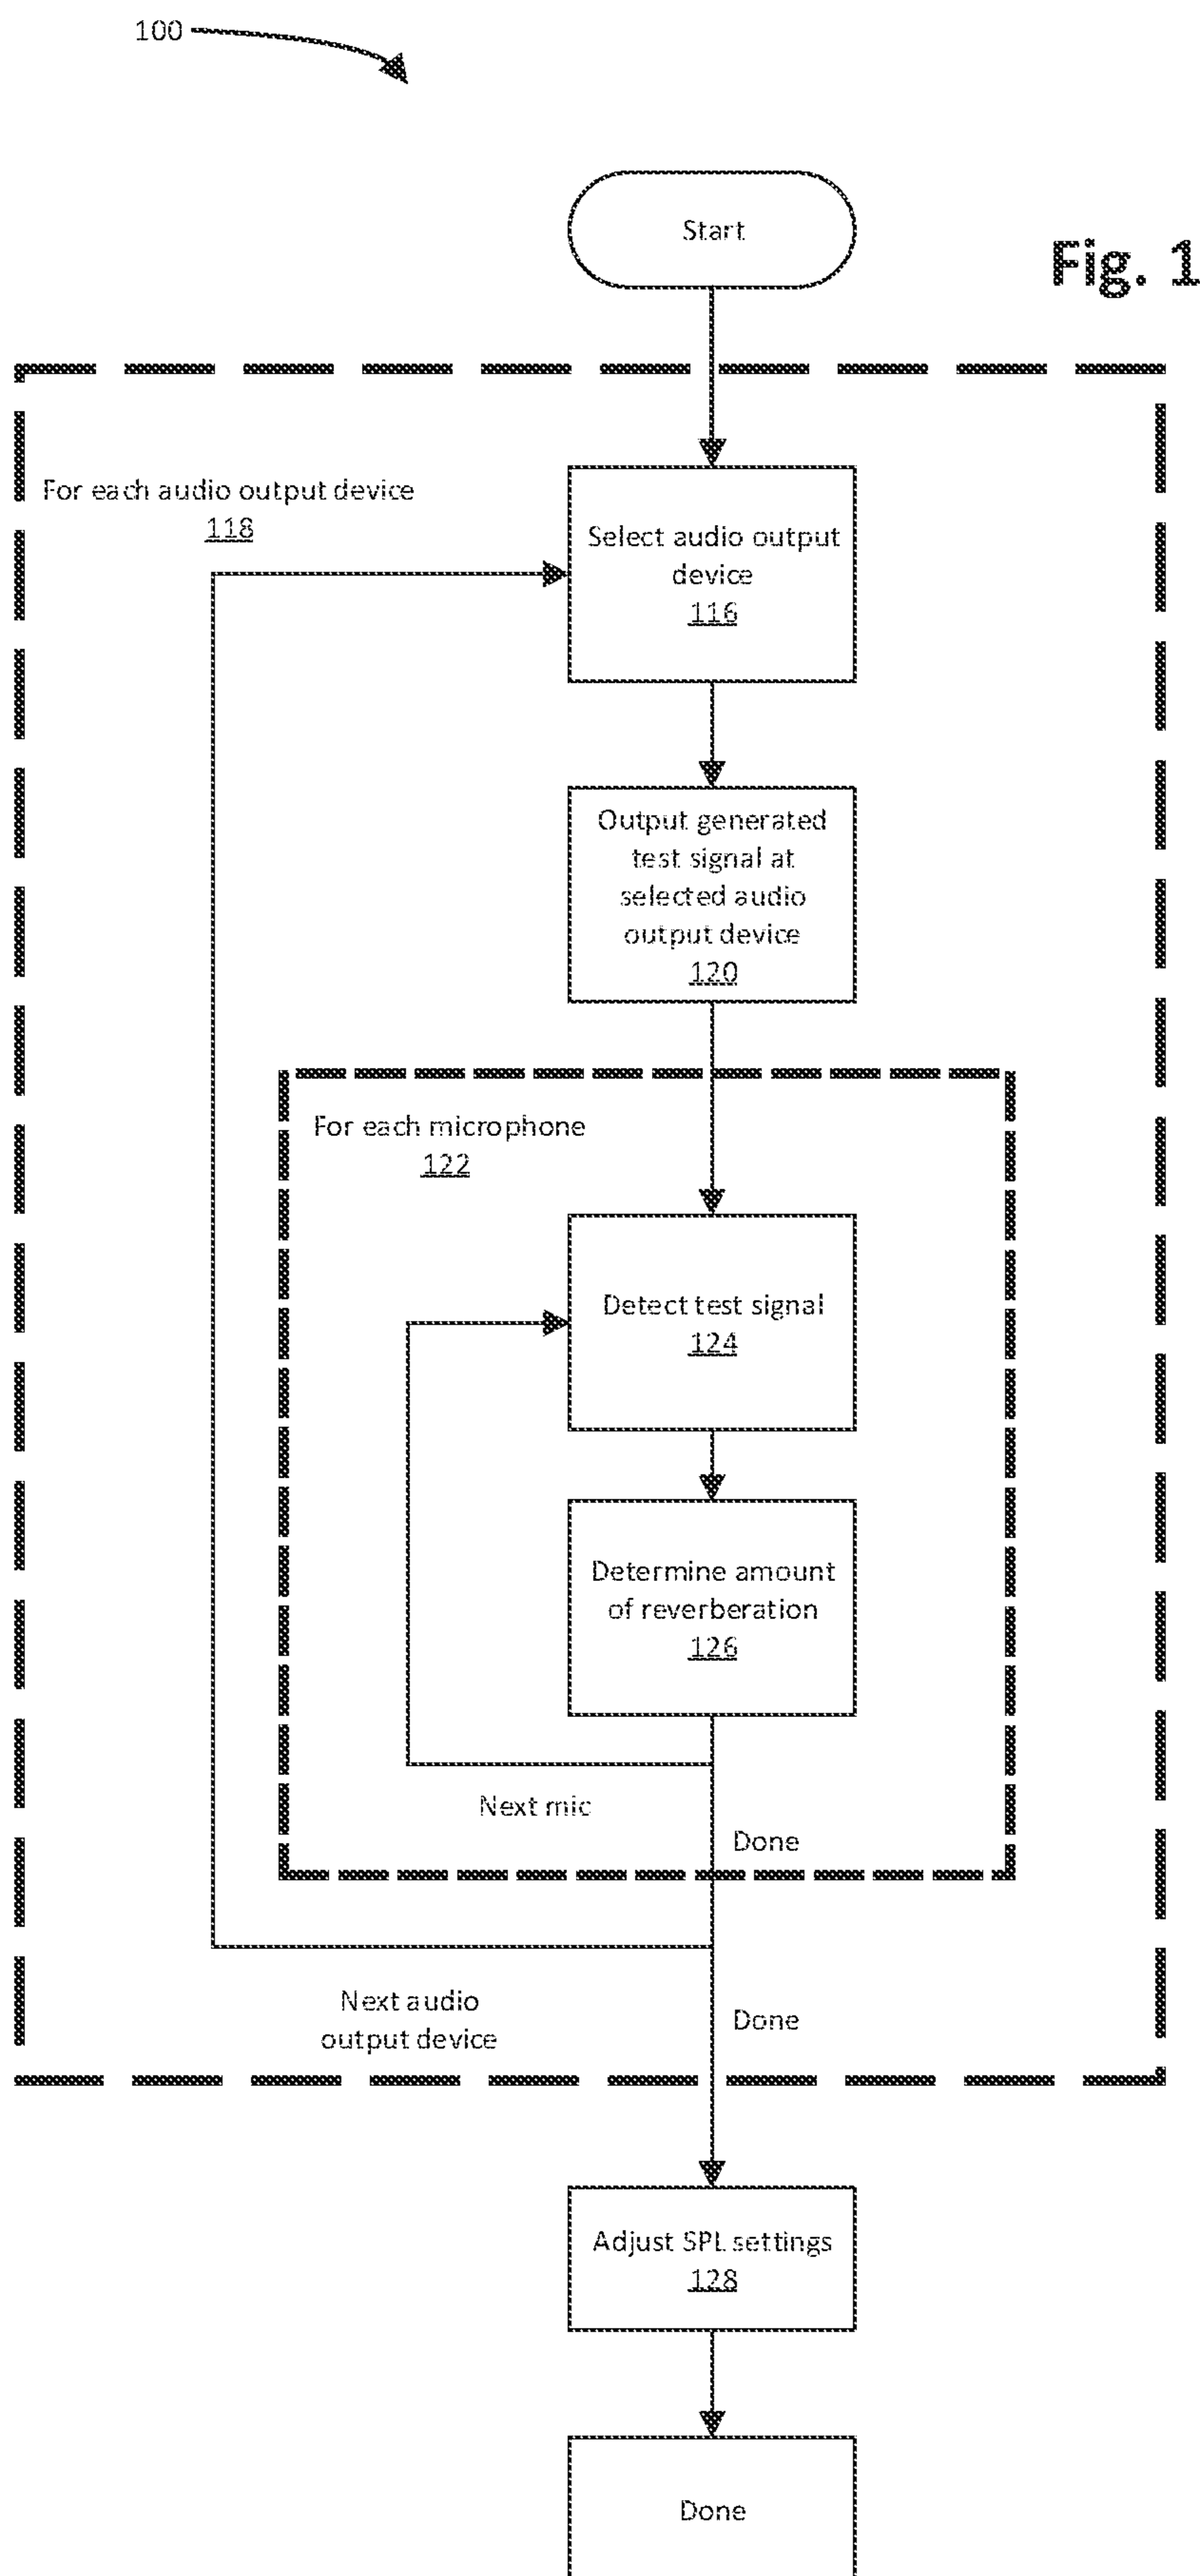 100
Start
Fig. 1
For each audio output device
118
Select audio output
device
116
Output generated
test signal at
selected audio
output device
120
For each microphone
122
Detect test signal
124
Determine amount
of reverberation
126
Next mic
Done
Next audio
output device
Done
Adjust SPL settings
128
Done